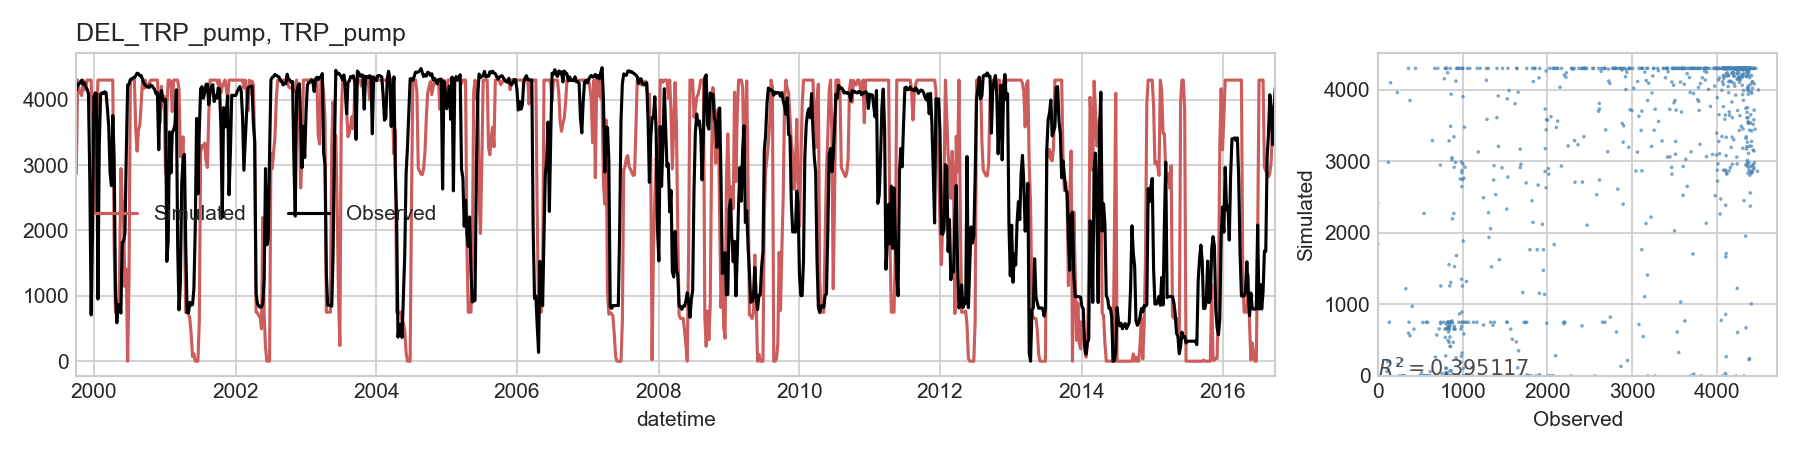 DEL_TRP_pump, TRP_pump
4000
3000
2000
1000
0
Simulated
Observed
2000 2002 2004 2006 2008 2010 2012 2014 2016
datetime
Simulated
4000
3000
2000
1000
0
R² = 0.395117
0 1000 2000 3000 4000
Observed